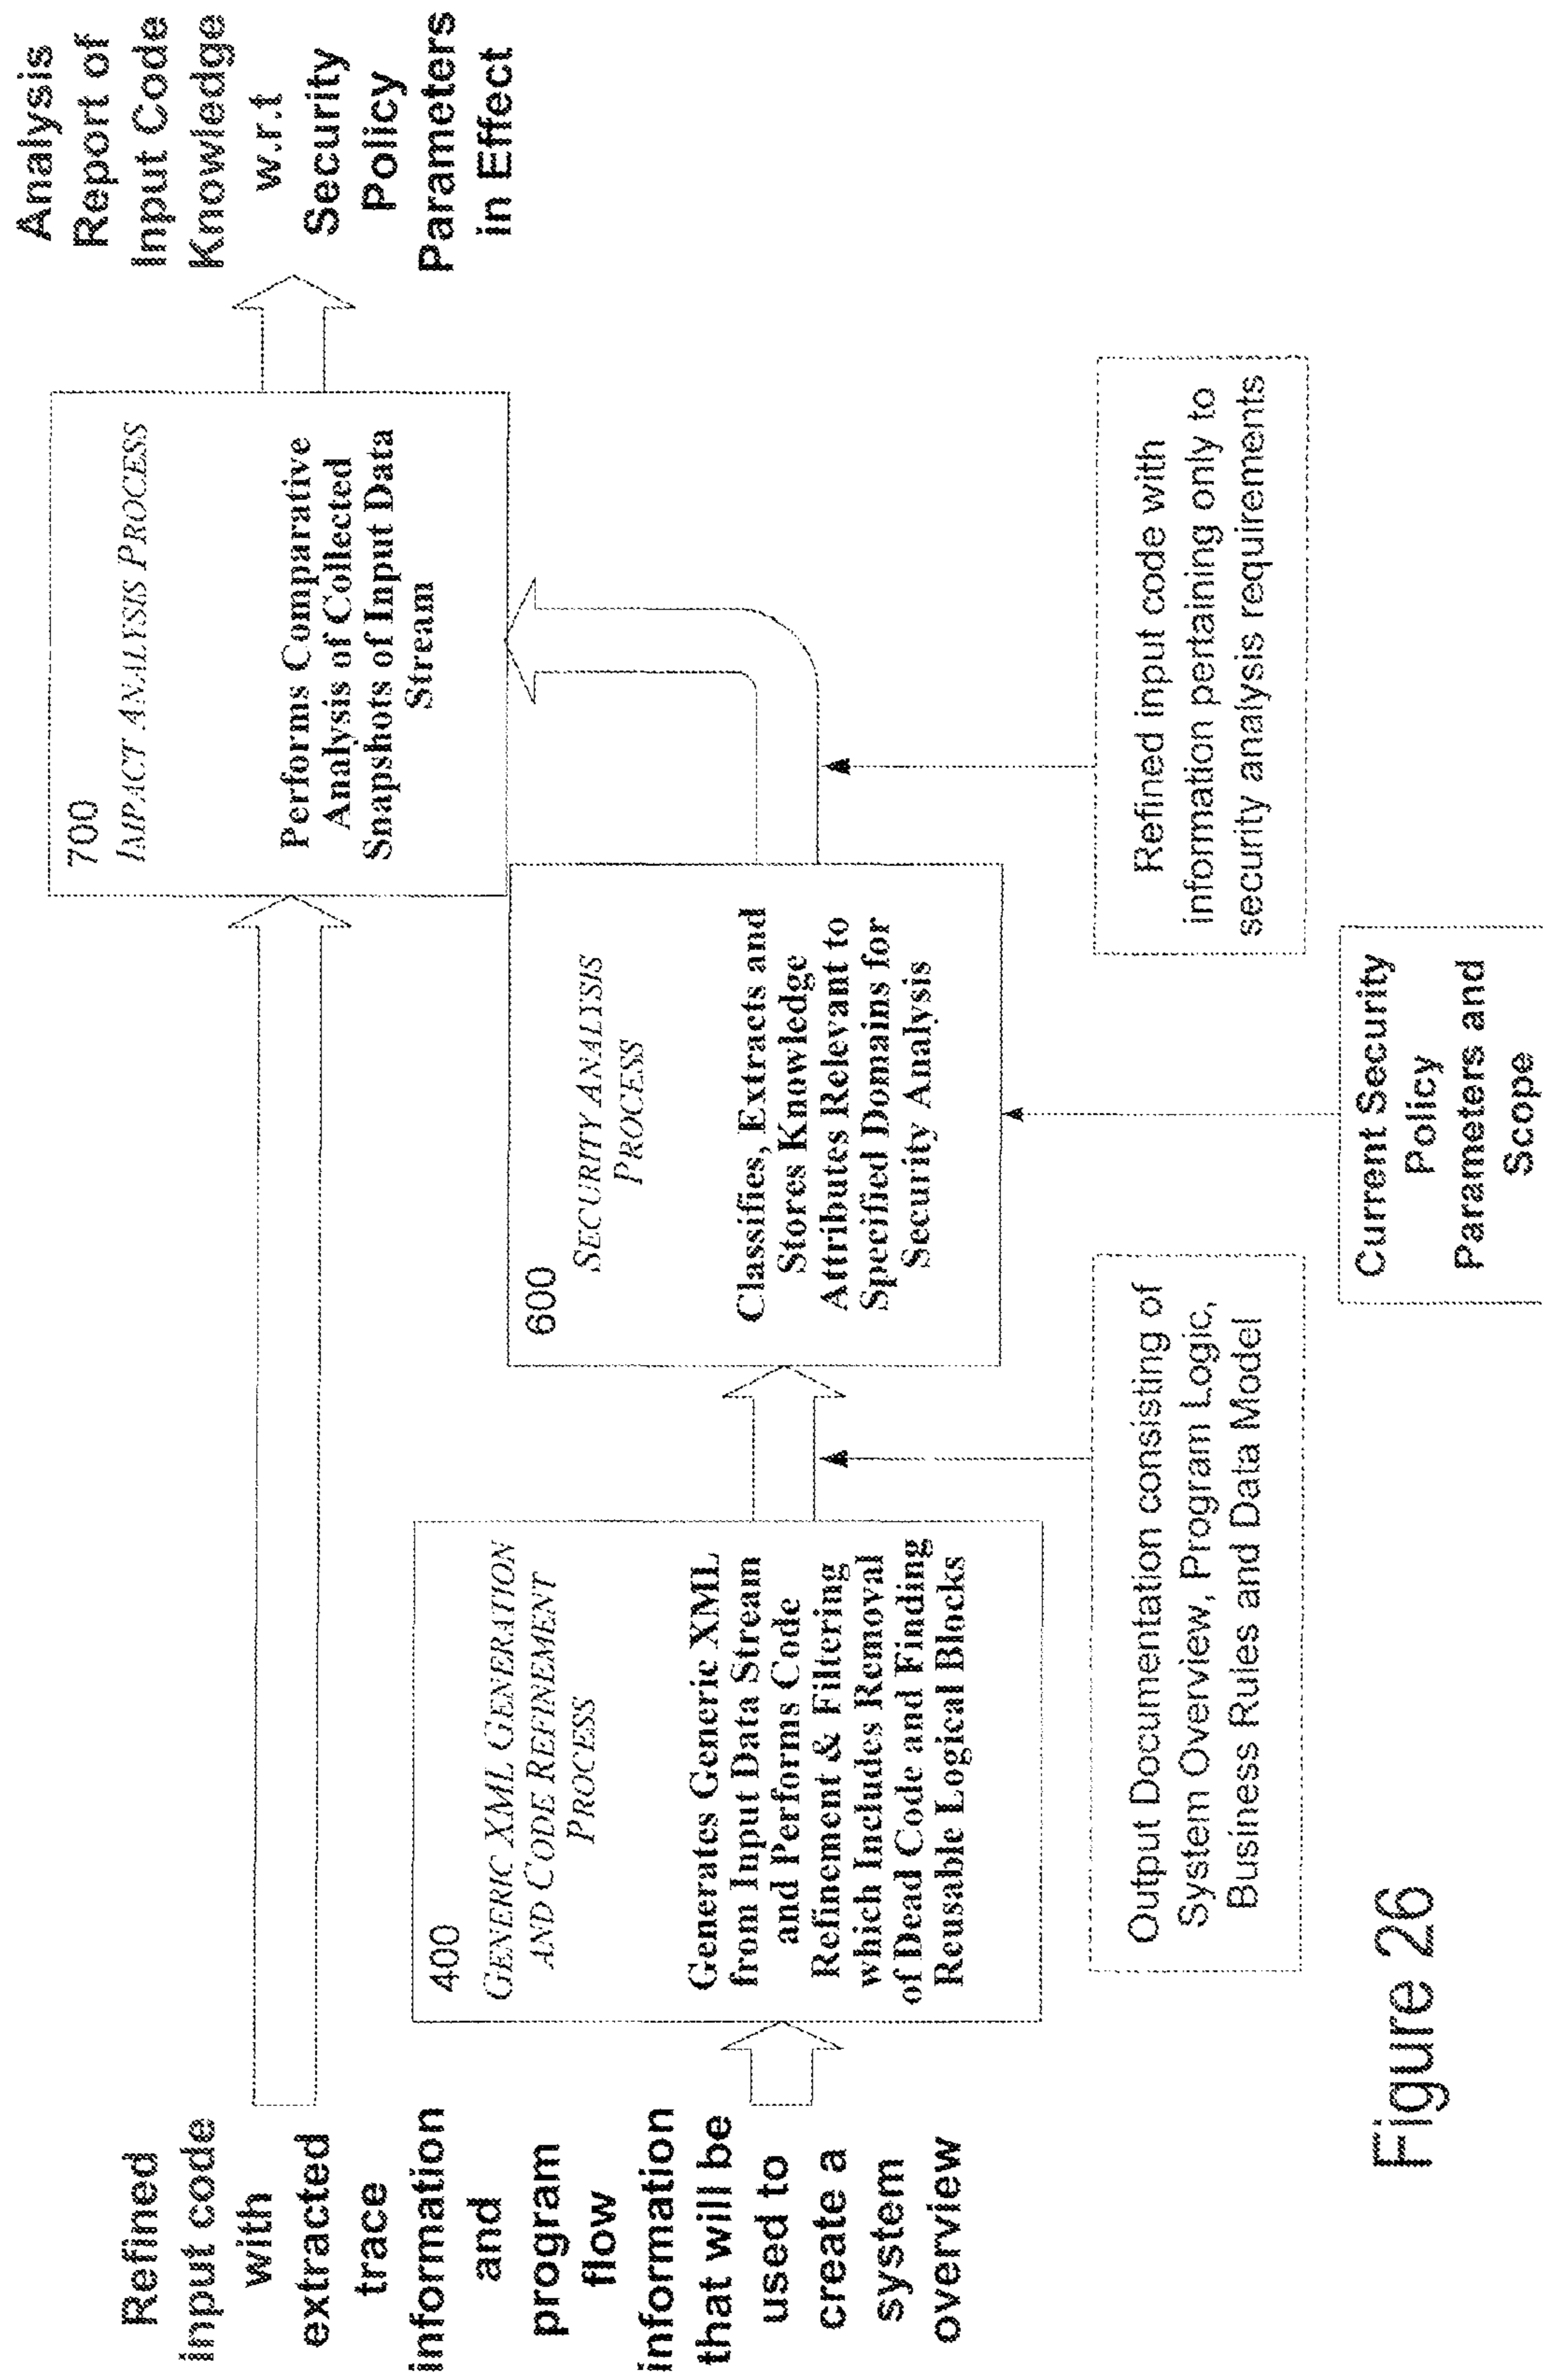 Refined
input code
with
extracted
trace
information
and
program
flow
information
that will be
used to
create a
system
overview
400
GENERIC XML GENERATION
AND CODE REFINEMENT
PROCESS
Generates Generic XML
from Input Data Stream
and Performs Code
Refinement & Filtering
which Includes Removal
of Dead Code and Finding
Reusable Logical Blocks
Output Documentation consisting of
System Overview, Program Logic,
Business Rules and Data Model
600
SECURITY ANALYSIS
PROCESS
Classifies, Extracts and
Stores Knowledge
Attributes Relevant to
Specified Domains for
Security Analysis
Current Security
Policy
Parameters and
Scope
Refined input code with
information pertaining only to
security analysis requirements
700
IMPACT ANALYSIS PROCESS
Performs Comparative
Analysis of Collected
Snapshots of Input Data
Stream
Analysis
Report of
Input Code
Knowledge
w.r.t
Security
Policy
Parameters
in Effect
Figure 26